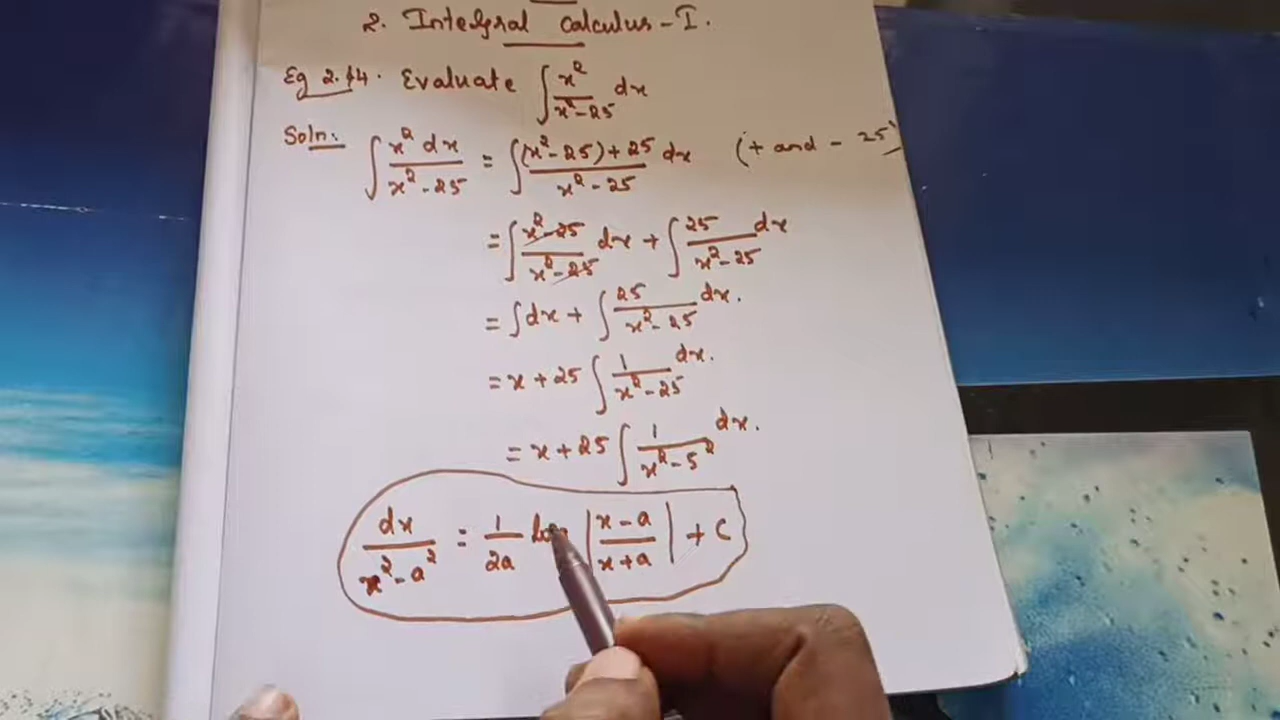 2. Integral Calculus - I.
Eg 2.14. Evaluate ∫ x²/(x²-25) dx
Soln: ∫ x² dx/(x²-25) = ∫ ((x²-25)+25)/(x²-25) dx (+ and - 25)
= ∫ (x²-25)/(x²-25) dx + ∫ 25/(x²-25) dx
= ∫ dx + ∫ 25/(x²-25) dx.
= x + 25 ∫ 1/(x²-25) dx.
= x + 25 ∫ 1/(x²-5²) dx.
dx/(x²-a²) = 1/2a |(x-a)/(x+a)| + C